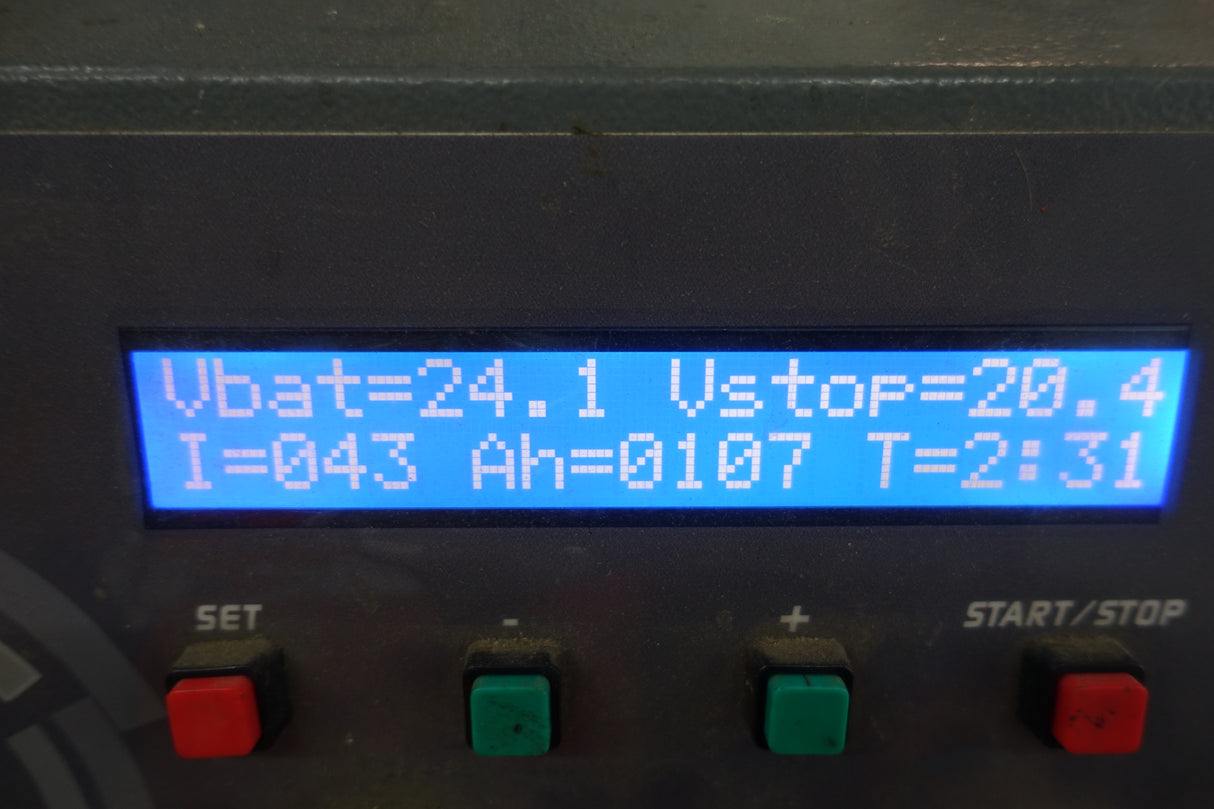 Vbat=24.1 Vstop=20.4
I=043 Ah=0107 T=2:31
SET - + START/STOP